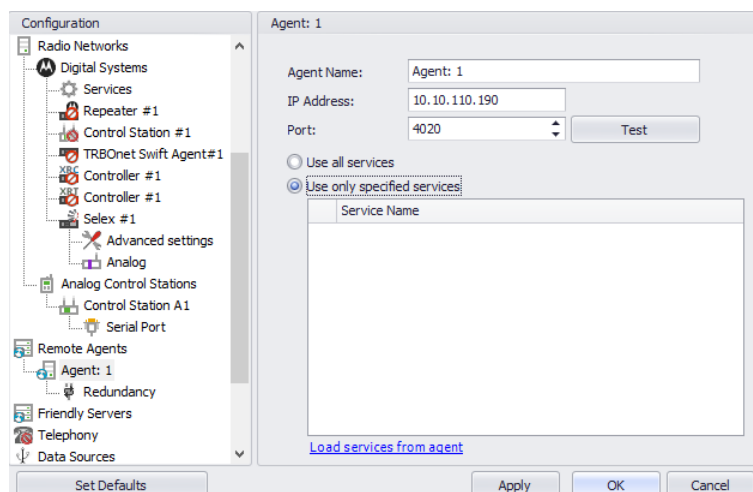 Configuration
Radio Networks
Digital Systems
Services
Repeater #1
Control Station #1
TRBOnet Swift Agent#1
XRC Controller #1
XRT Controller #1
Selex #1
Advanced settings
Analog
Analog Control Stations
Control Station A1
Serial Port
Remote Agents
Agent: 1
Redundancy
Friendly Servers
Telephony
Data Sources
Set Defaults
Agent: 1
Agent Name: Agent: 1
IP Address: 10.10.110.190
Port: 4020 Test
Use all services
Use only specified services
Service Name
Load services from agent
Apply OK Cancel